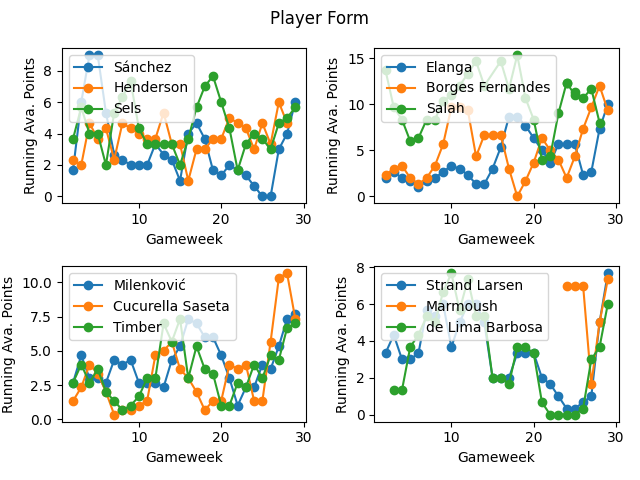 Player Form
Running Ava. Points
8
6
4
2
0
10
20
30
Gameweek
Sánchez
Henderson
Sels
Running Ava. Points
15
10
5
0
10
20
30
Gameweek
Elanga
Borges Fernandes
Salah
Running Ava. Points
10.0
7.5
5.0
2.5
0.0
10
20
30
Gameweek
Milenković
Cucurella Saseta
Timber
Running Ava. Points
8
6
4
2
0
10
20
30
Gameweek
Strand Larsen
Marmoush
de Lima Barbosa